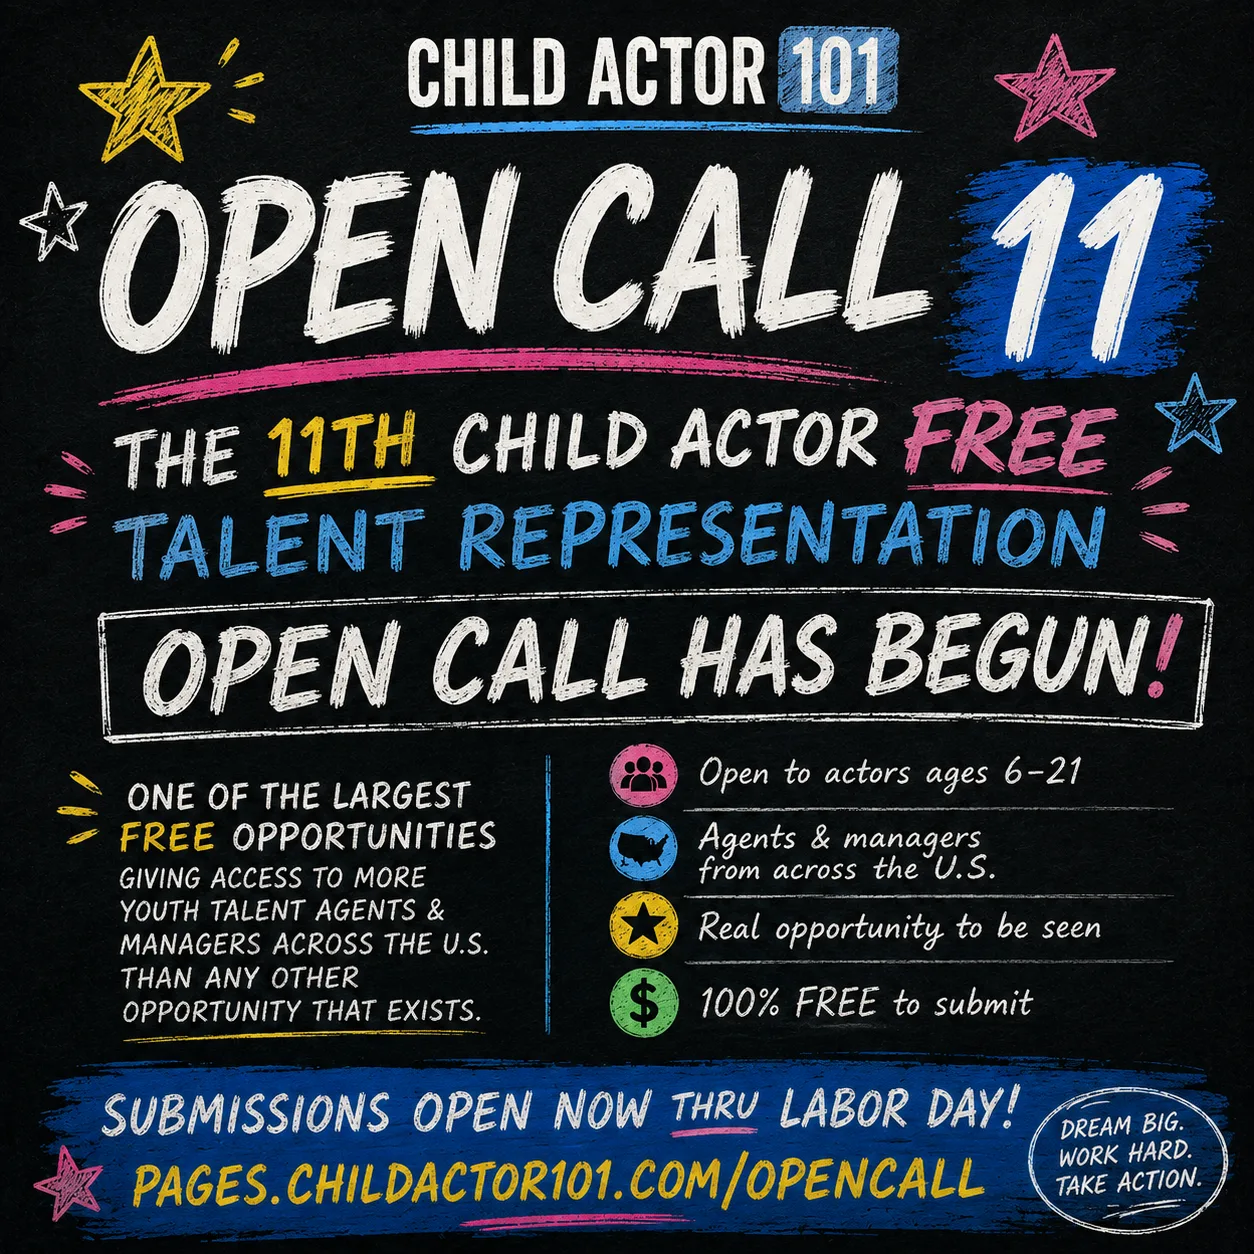 CHILD ACTOR 101
OPEN CALL 11
THE 11TH CHILD ACTOR FREE
TALENT REPRESENTATION
OPEN CALL HAS BEGUN!
ONE OF THE LARGEST
FREE OPPORTUNITIES
GIVING ACCESS TO MORE
YOUTH TALENT AGENTS &
MANAGERS ACROSS THE U.S.
THAN ANY OTHER
OPPORTUNITY THAT EXISTS.
Open to actors ages 6-21
Agents & managers
from across the U.S.
Real opportunity to be seen
$
100% FREE to submit
SUBMISSIONS OPEN NOW THRU LABOR DAY!
PAGES.CHILDACTOR101.COM/OPENCALL
DREAM BIG.
WORK HARD.
TAKE ACTION.